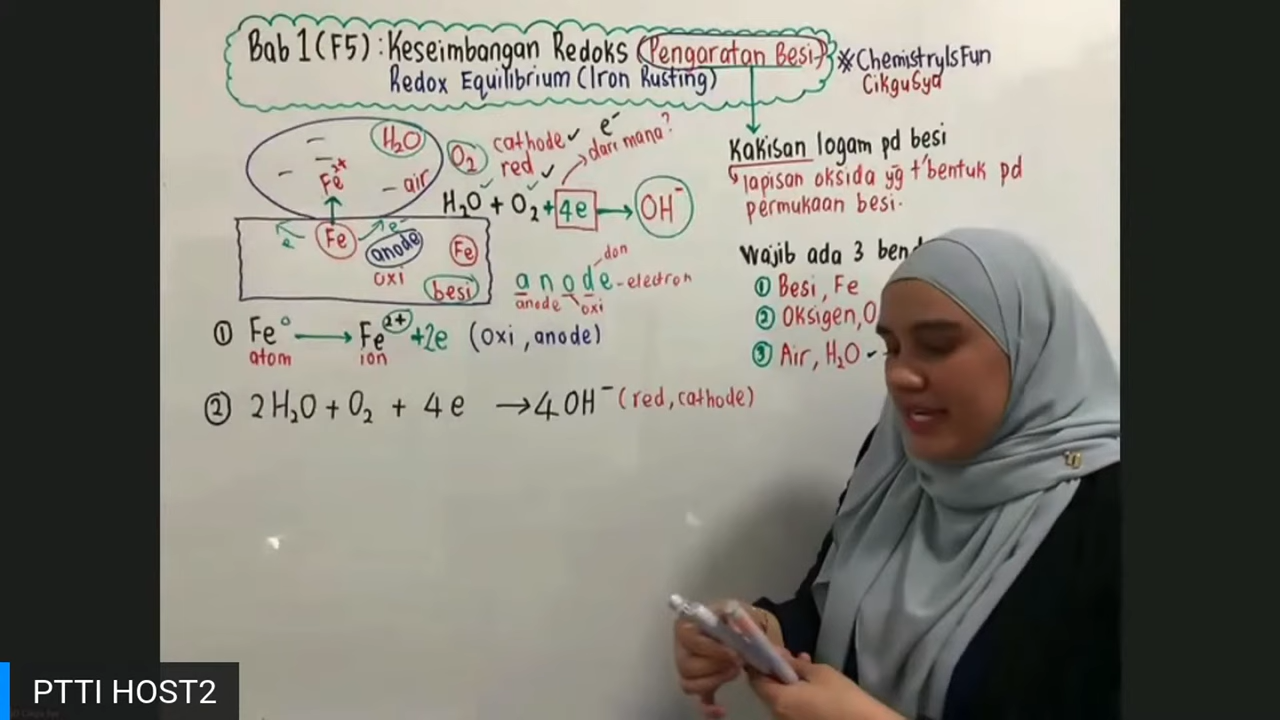 Bab 1 (F5) : Keseimbangan Redoks (Pengaratan Besi)
Redox Equilibrium (Iron Rusting)
*ChemistryIsFun
CikguSya
H₂O
Fe²⁺
air
O₂
cathode ✓
red ✓
e⁻
dari mana?
H₂O + O₂ + 4e → OH⁻
e
Fe
e⁻
anode
oxi
Fe
besi
don
anode - electron
anode oxi
Kakisan logam pd besi
lapisan oksida yg t'bentuk pd
permukaan besi.
Wajib ada 3
① Besi, Fe
② Oksigen,
③ Air, H₂O -
① Fe° → Fe²⁺ + 2e (oxi, anode)
atom ion
② 2H₂O + O₂ + 4e → 4OH⁻ (red, cathode)
PTTI HOST2